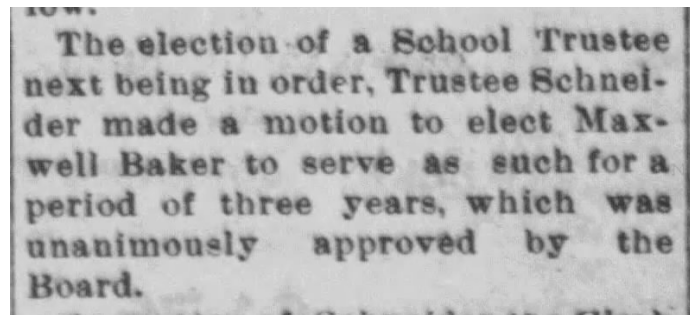 low.
The election of a School Trustee
next being in order, Trustee Schnei-
der made a motion to elect Max-
well Baker to serve as such for a
period of three years, which was
unanimously approved by the
Board.